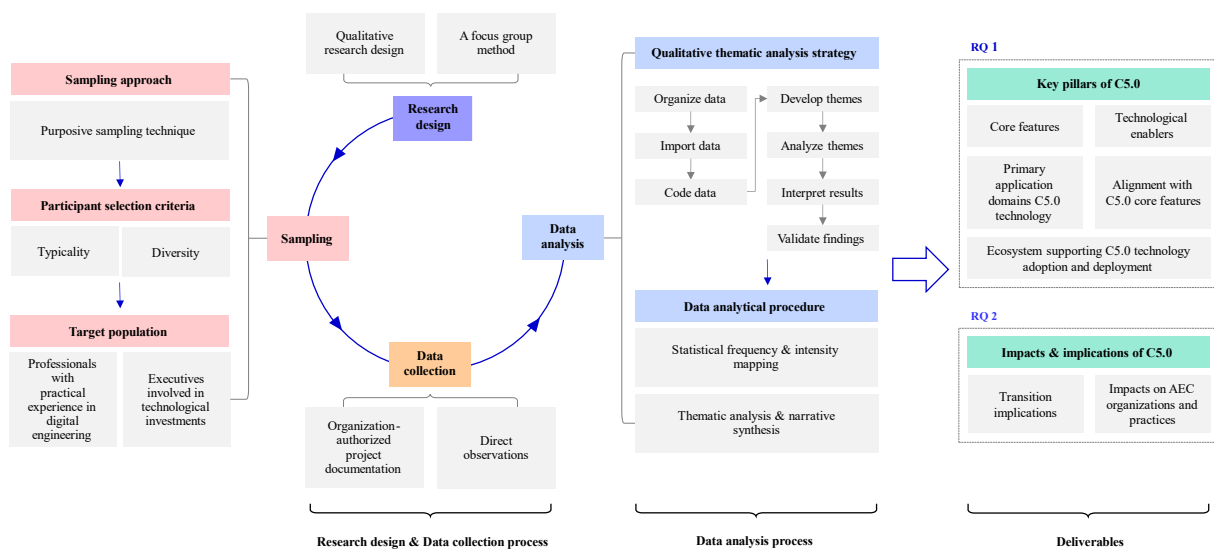 Sampling approach
Purposive sampling technique
Participant selection criteria
Typicality
Diversity
Target population
Professionals
with
practical
experience in
digital
engineering
Executives
involved in
technological
investments
Qualitative
research design
A focus group
method
Research
design
Sampling
Data
analysis
Data
collection
Organization-
authorized
project
documentation
Direct
observations
Research design & Data collection process
Qualitative thematic analysis strategy
Organize data
Import data
Code data
Develop themes
Analyze themes
Interpret results
Validate findings
Data analytical procedure
Statistical frequency & intensity
mapping
Thematic analysis & narrative
synthesis
Data analysis process
RQ 1
Key pillars of C5.0
Core features
Technological
enablers
Primary
application
domains C5.0
technology
Alignment with
C5.0 core features
Ecosystem supporting C5.0 technology
adoption and deployment
RQ 2
Impacts & implications of C5.0
Transition
implications
Impacts on AEC
organizations and
practices
Deliverables